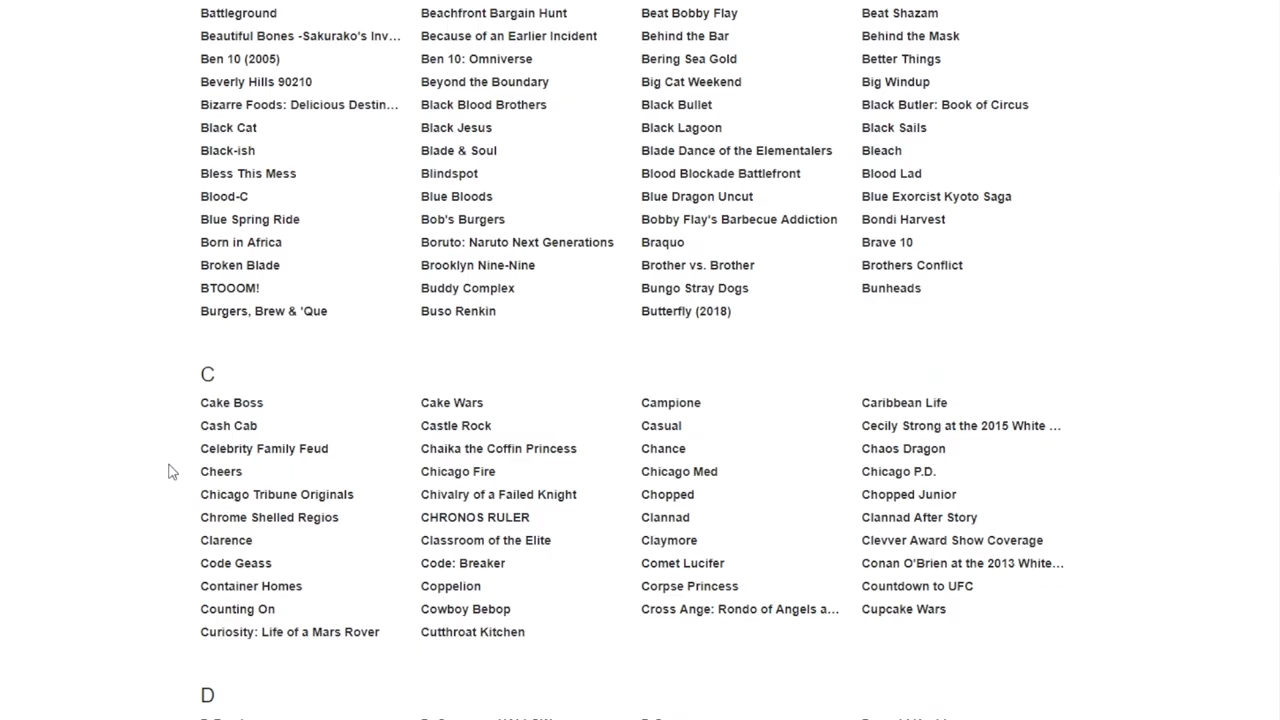 Battleground Beachfront Bargain Hunt Beat Bobby Flay Beat Shazam
Beautiful Bones -Sakurako's Inv... Because of an Earlier Incident Behind the Bar Behind the Mask
Ben 10 (2005) Ben 10: Omniverse Bering Sea Gold Better Things
Beverly Hills 90210 Beyond the Boundary Big Cat Weekend Big Windup
Bizarre Foods: Delicious Destin... Black Blood Brothers Black Bullet Black Butler: Book of Circus
Black Cat Black Jesus Black Lagoon Black Sails
Black-ish Blade & Soul Blade Dance of the Elementalers Bleach
Bless This Mess Blindspot Blood Blockade Battlefront Blood Lad
Blood-C Blue Bloods Blue Dragon Uncut Blue Exorcist Kyoto Saga
Blue Spring Ride Bob's Burgers Bobby Flay's Barbecue Addiction Bondi Harvest
Born in Africa Boruto: Naruto Next Generations Braquo Brave 10
Broken Blade Brooklyn Nine-Nine Brother vs. Brother Brothers Conflict
BTOOOM! Buddy Complex Bungo Stray Dogs Bunheads
Burgers, Brew & 'Que Buso Renkin Butterfly (2018)
C
Cake Boss Cake Wars Campione Caribbean Life
Cash Cab Castle Rock Casual Cecily Strong at the 2015 White ...
Celebrity Family Feud Chaika the Coffin Princess Chance Chaos Dragon
Cheers Chicago Fire Chicago Med Chicago P.D.
Chicago Tribune Originals Chivalry of a Failed Knight Chopped Chopped Junior
Chrome Shelled Regios CHRONOS RULER Clannad Clannad After Story
Clarence Classroom of the Elite Claymore Clevver Award Show Coverage
Code Geass Code: Breaker Comet Lucifer Conan O'Brien at the 2013 White...
Container Homes Coppelion Corpse Princess Countdown to UFC
Counting On Cowboy Bebop Cross Ange: Rondo of Angels a... Cupcake Wars
Curiosity: Life of a Mars Rover Cutthroat Kitchen
D